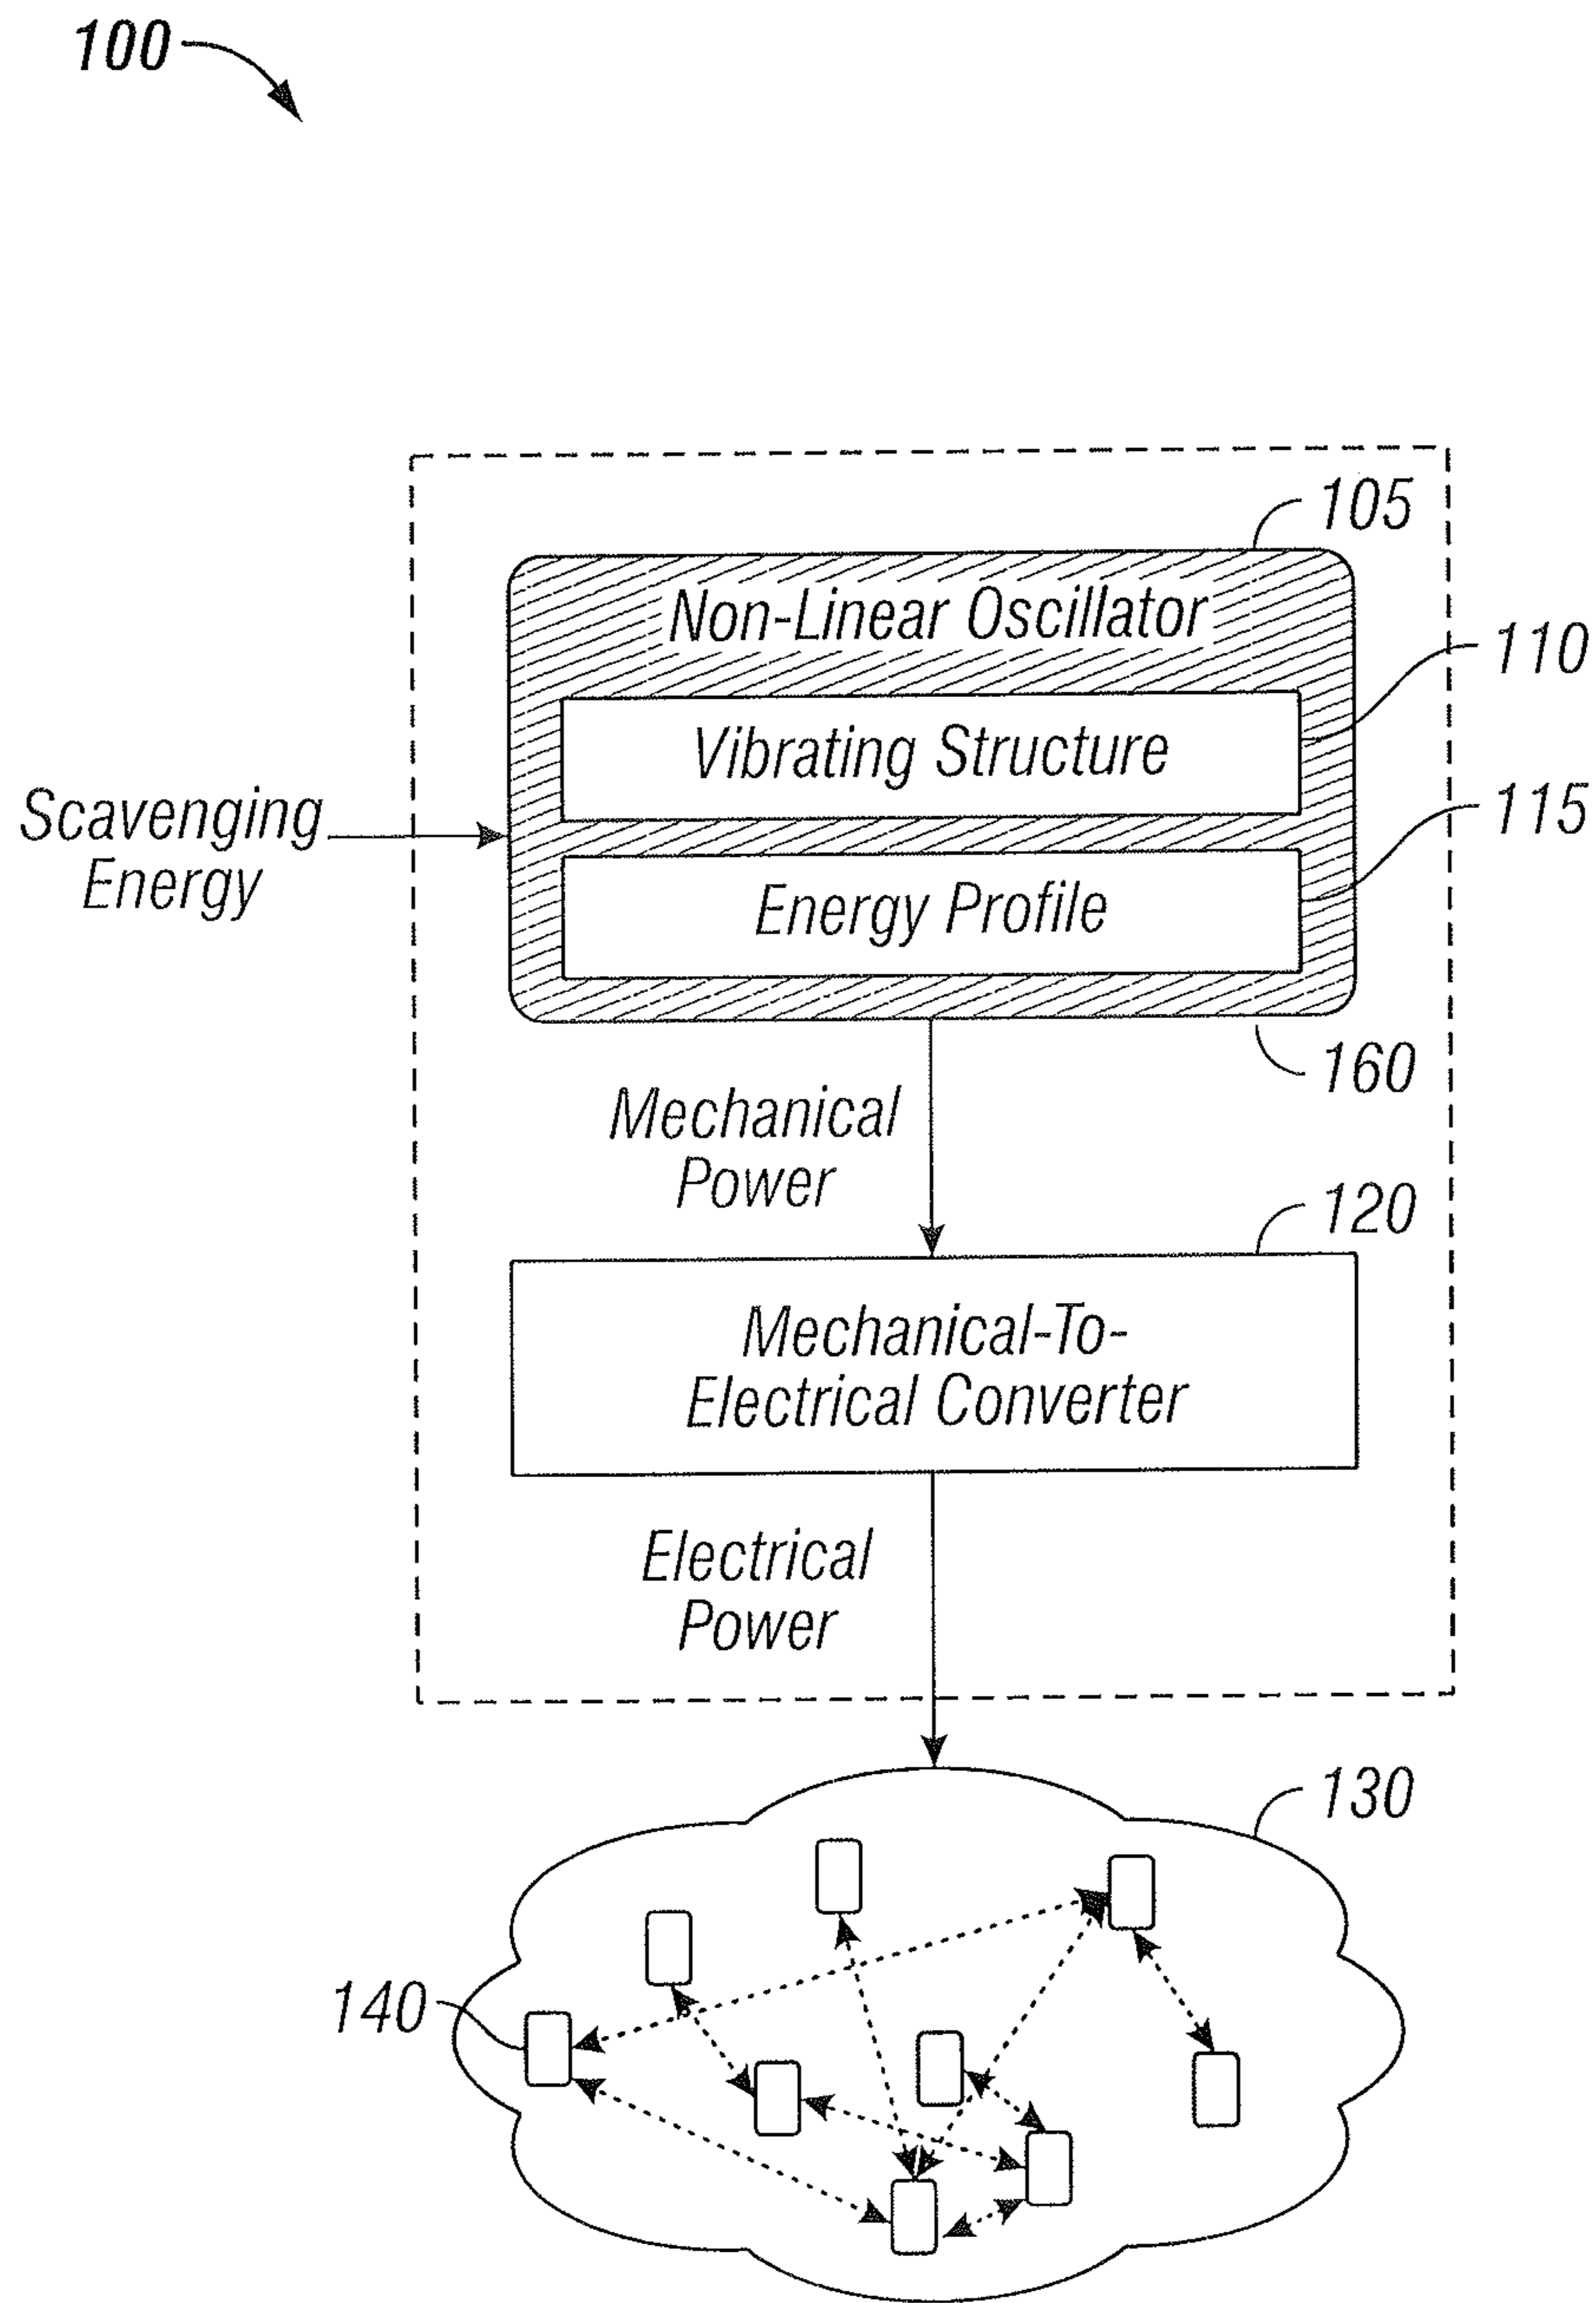 100
105
Non-Linear Oscillator
110
Vibrating Structure
Scavenging
Energy
115
Energy Profile
160
Mechanical
Power
120
Mechanical-To-
Electrical Converter
Electrical
Power
130
140